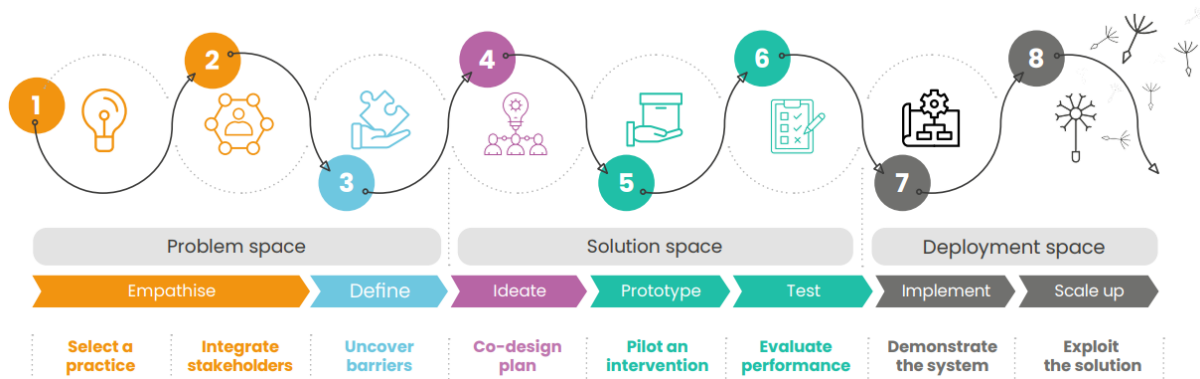 1
2
3
4
5
6
7
8
Problem space
Solution space
Deployment space
Empathise
Define
Ideate
Prototype
Test
Implement
Scale up
Select a
practice
Integrate
stakeholders
Uncover
barriers
Co-design
plan
Pilot an
intervention
Evaluate
performance
Demonstrate
the system
Exploit
the solution